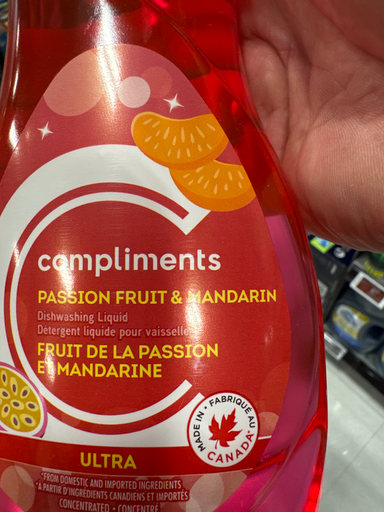 compliments
PASSION FRUIT & MANDARIN
Dishwashing Liquid
Détergent liquide pour vaisselle
FRUIT DE LA PASSION
ET MANDARINE
MADE IN • FABRIQUÉ AU
CANADA*
ULTRA
*FROM DOMESTIC AND IMPORTED INGREDIENTS
*À PARTIR D'INGRÉDIENTS CANADIENS ET IMPORTÉS
CONCENTRATED • CONCENTRÉ